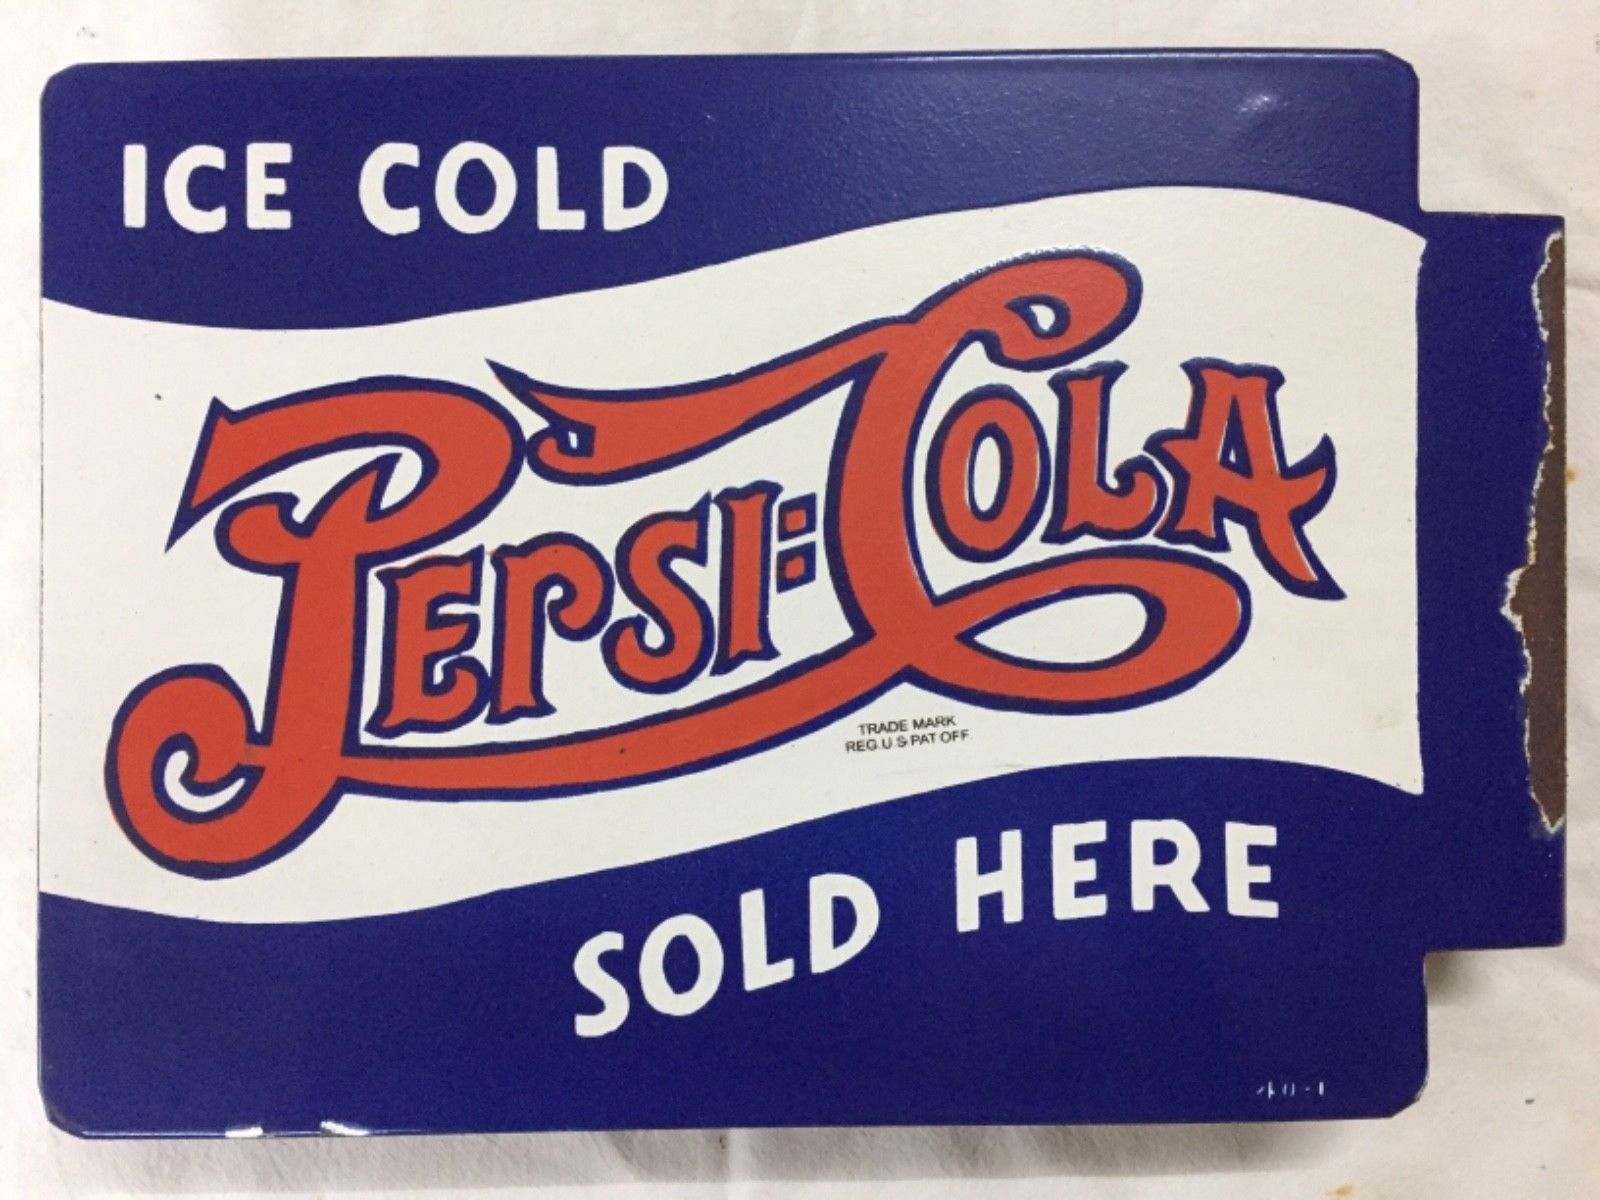 ICE COLD
PEPSI:COLA
TRADE MARK
REG.U.S.PAT.OFF.
SOLD HERE